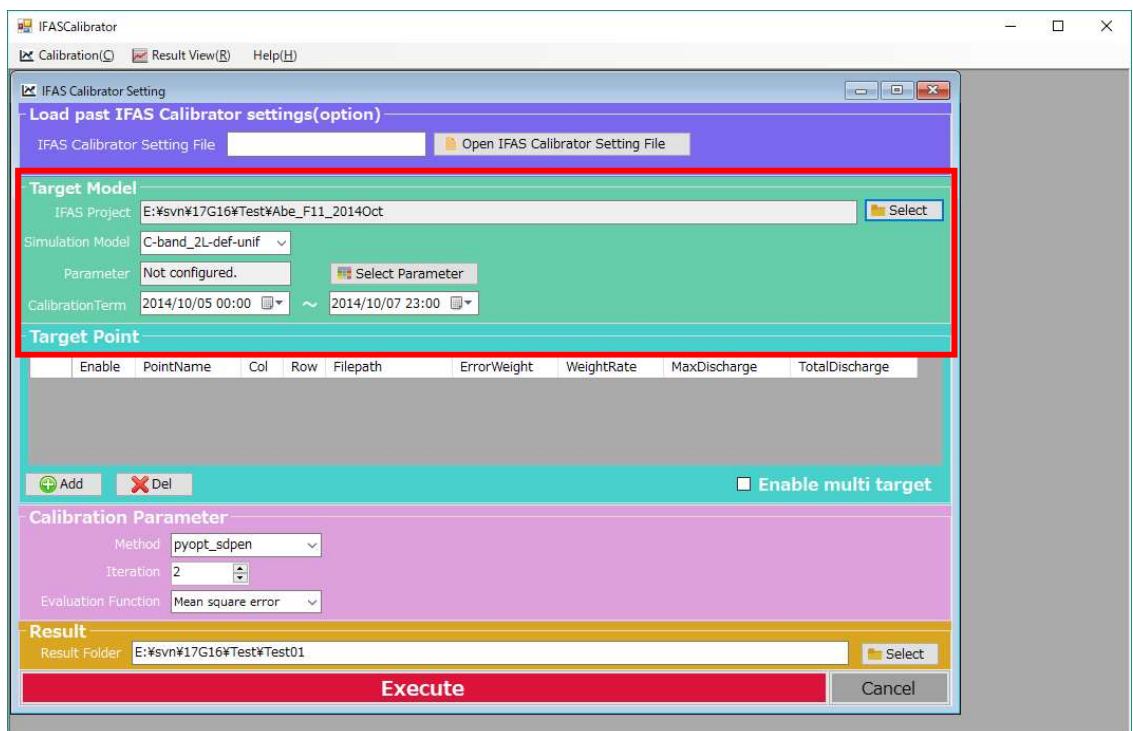 IFASCalibrator
Calibration(C) Result View(R) Help(H)
IFAS Calibrator Setting
Load past IFAS Calibrator settings(option)
IFAS Calibrator Setting File Open IFAS Calibrator Setting File
Target Model
IFAS Project E:¥svn¥17G16¥Test¥Abe_F11_2014Oct Select
Simulation Model C-band_2L-def-unif
Parameter Not configured. Select Parameter
CalibrationTerm 2014/10/05 00:00 ～ 2014/10/07 23:00
Target Point
Enable PointName Col Row Filepath ErrorWeight WeightRate MaxDischarge TotalDischarge
Add Del Enable multi target
Calibration Parameter
Method pyopt_sdpen
Iteration 2
Evaluation Function Mean square error
Result
Result Folder E:¥svn¥17G16¥Test¥Test01 Select
Execute Cancel